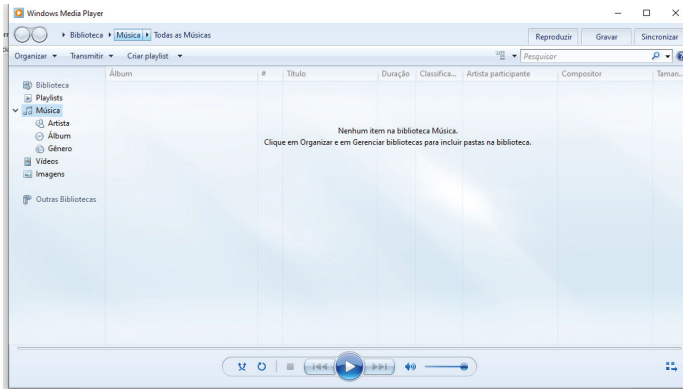 Windows Media Player
Biblioteca Música Todas as Músicas
Reproduzir Gravar Sincronizar
Organizar Transmitir Criar playlist
Pesquisar
Álbum # Título Duração Classifica... Artista participante Compositor Taman...
Biblioteca
Playlists
Música
Artista
Álbum
Gênero
Vídeos
Imagens
Outras Bibliotecas
Nenhum item na biblioteca Música.
Clique em Organizar e em Gerenciar bibliotecas para incluir pastas na biblioteca.